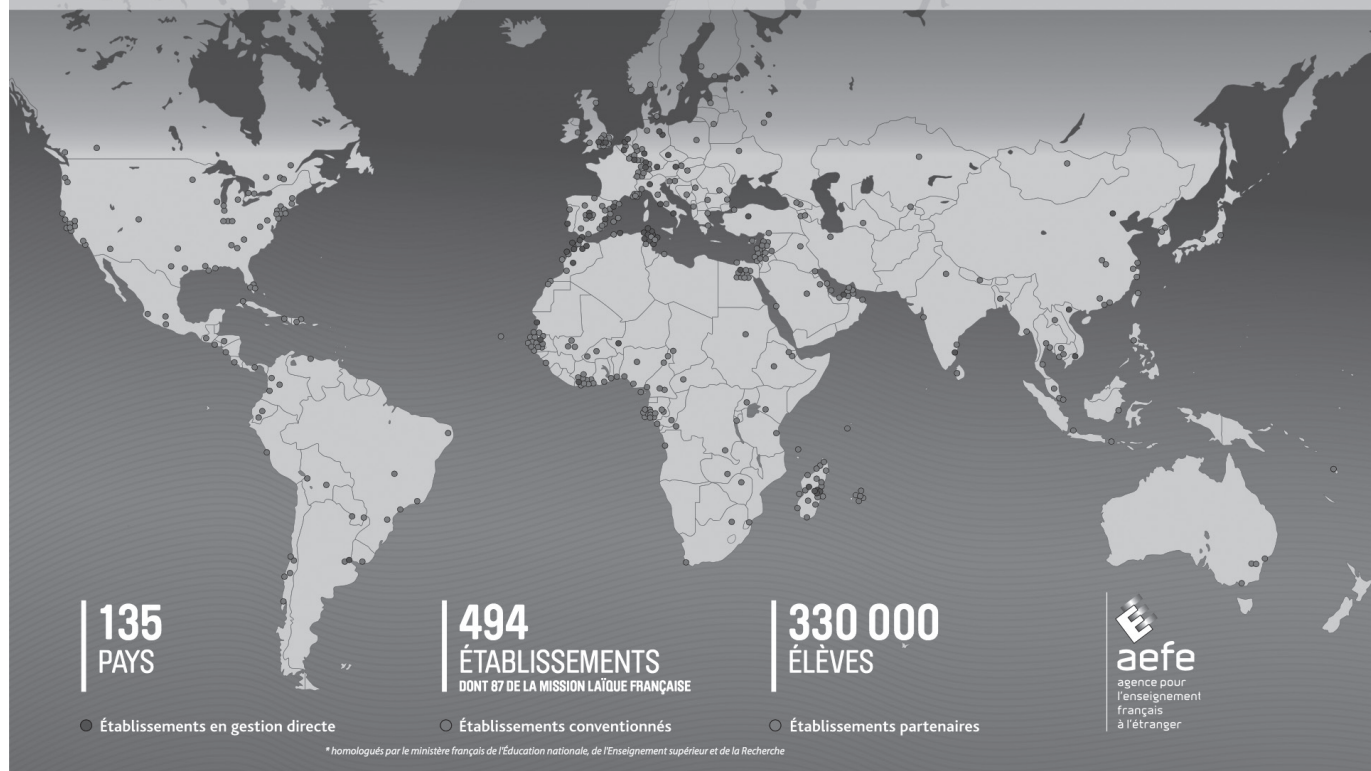 135
PAYS
494
ÉTABLISSEMENTS
DONT 87 DE LA MISSION LAÏQUE FRANÇAISE
330 000
ÉLÈVES
aefe
agence pour
l'enseignement
français
à l'étranger
Établissements en gestion directe
Établissements conventionnés
Établissements partenaires
* homologués par le ministère français de l'Éducation nationale, de l'Enseignement supérieur et de la Recherche